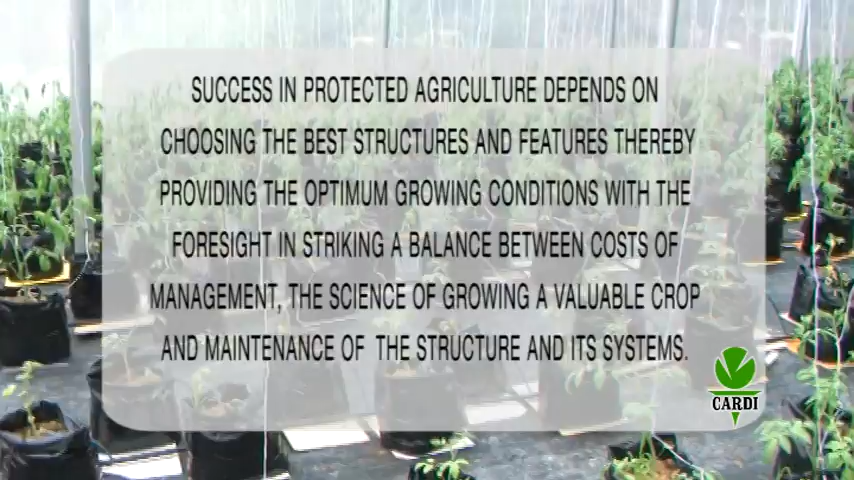 SUCCESS IN PROTECTED AGRICULTURE DEPENDS ON
CHOOSING THE BEST STRUCTURES AND FEATURES THEREBY
PROVIDING THE OPTIMUM GROWING CONDITIONS WITH THE
FORESIGHT IN STRIKING A BALANCE BETWEEN COSTS OF
MANAGEMENT, THE SCIENCE OF GROWING A VALUABLE CROP
AND MAINTENANCE OF THE STRUCTURE AND ITS SYSTEMS.
CARDI